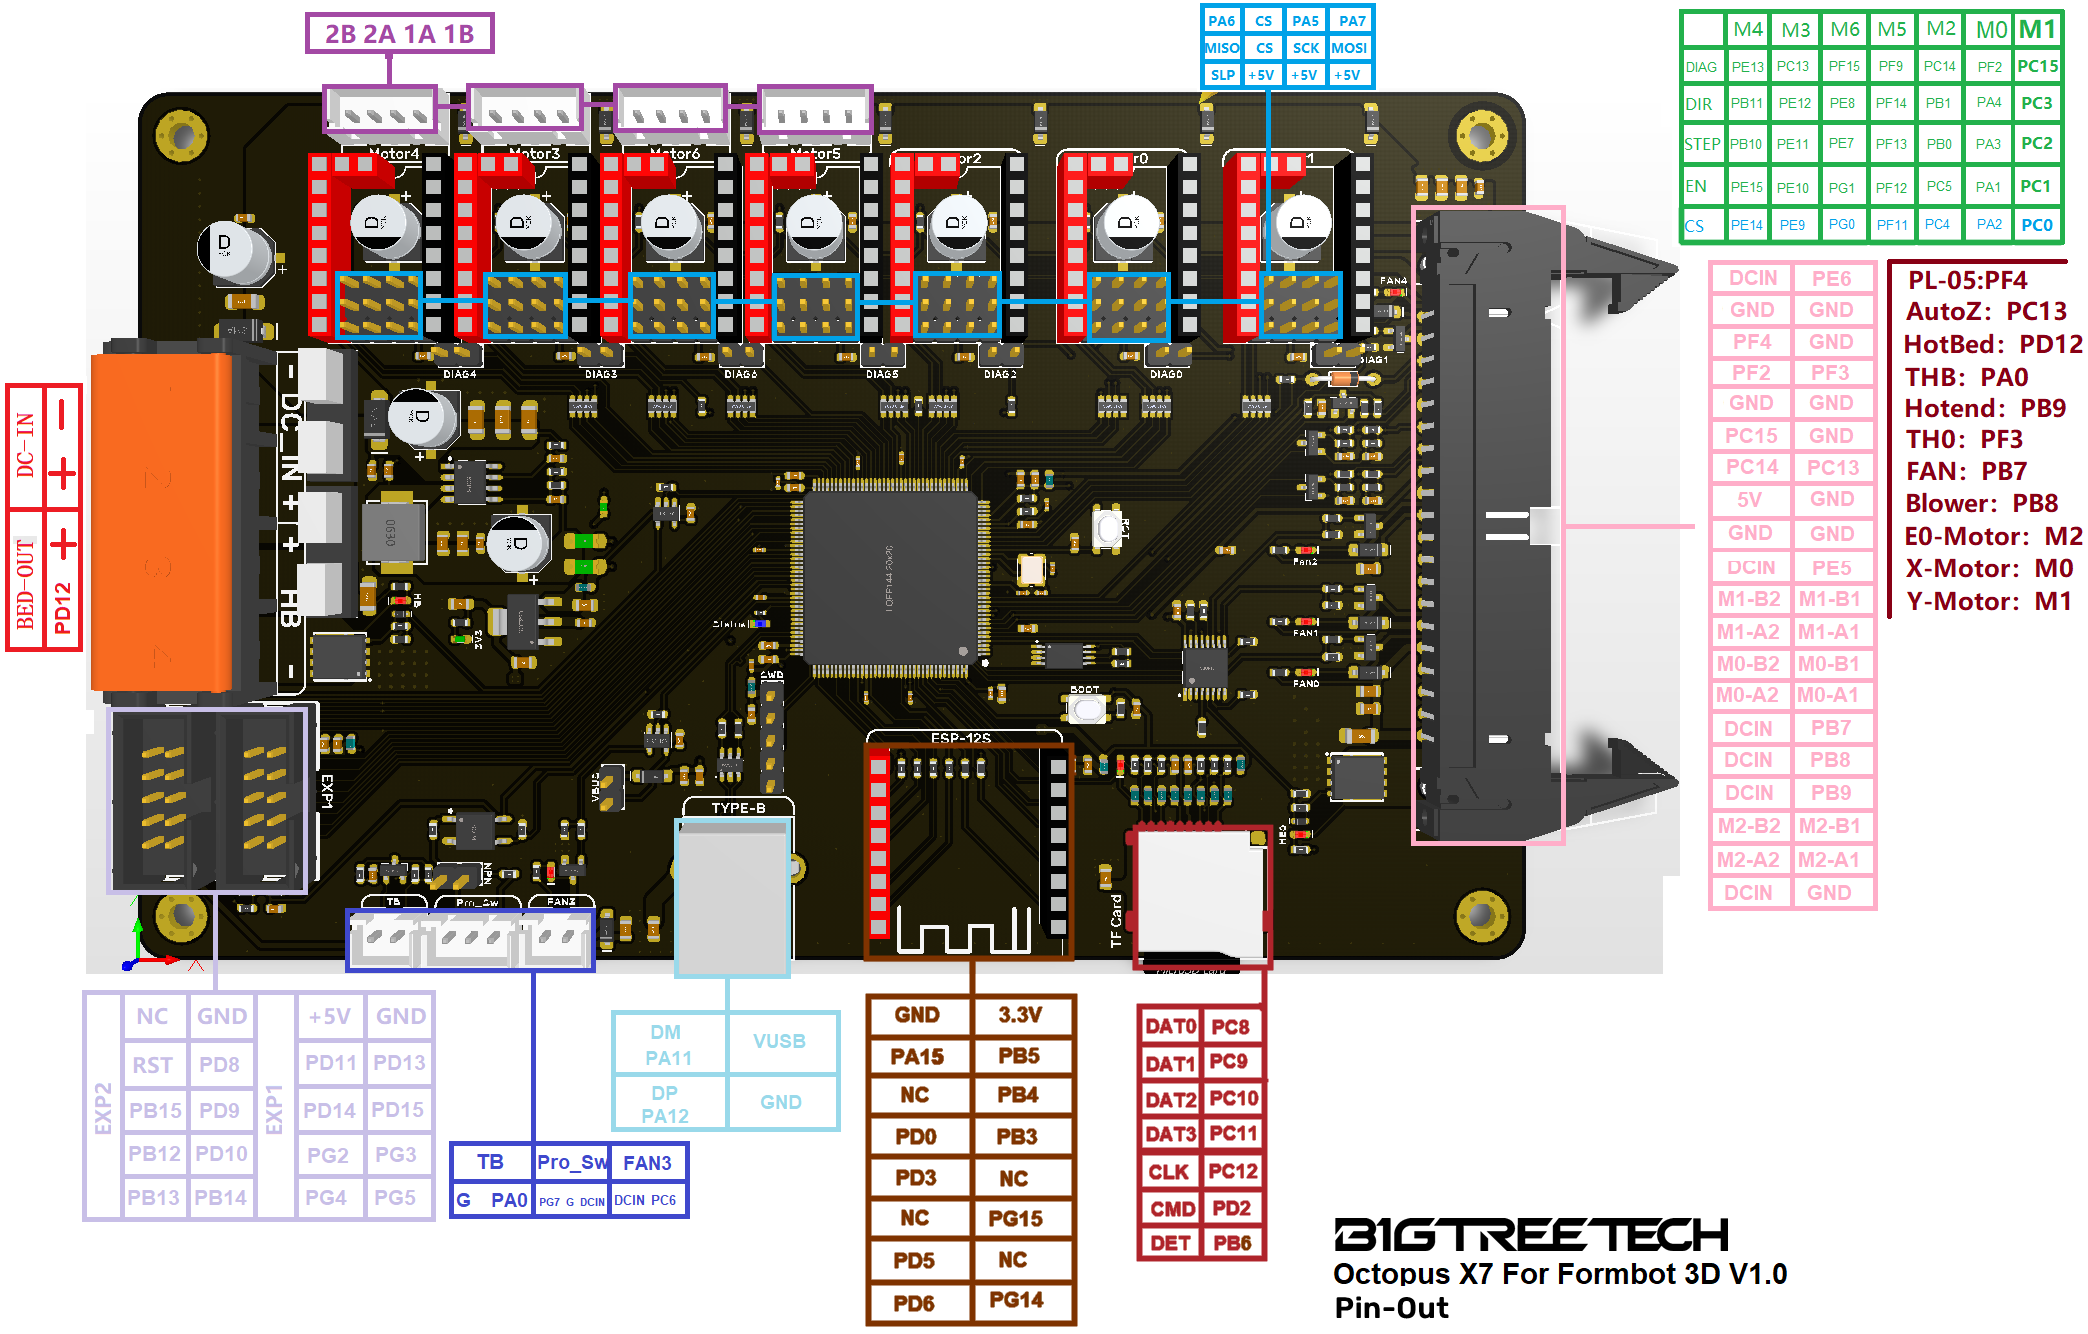 2B 2A 1A 1B
PA6 CS PA5 PA7
MISO CS SCK MOSI
SLP +5V +5V +5V
M4 M3 M6 M5 M2 M0 M1
DIAG PE13 PC13 PF15 PF9 PC14 PF2 PC15
DIR PB11 PE12 PE8 PF14 PB1 PA4 PC3
STEP PB10 PE11 PE7 PF13 PB0 PA3 PC2
EN PE15 PE10 PG1 PF12 PC5 PA1 PC1
CS PE14 PE9 PG0 PF11 PC4 PA2 PC0
Motor4 Motor3 Motor6 Motor5
DIAG4 DIAG3 DIAG6 DIAG5 DIAG2 DIAG0 DIAG1
FAN4
DC-IN - +
BED-OUT + PD12
- DC_IN + + HB -
0630
LQFP144 20x20
RST
Fan2
FAN1
FAN0
HB
3V3
Status
SWD
BOOT
ESP-12S
EXP1
VBUS
TYPE-B
NPN
TB Pro_Sw FAN3
TF Card
HE0
DCIN PE6
GND GND
PF4 GND
PF2 PF3
GND GND
PC15 GND
PC14 PC13
5V GND
GND GND
DCIN PE5
M1-B2 M1-B1
M1-A2 M1-A1
M0-B2 M0-B1
M0-A2 M0-A1
DCIN PB7
DCIN PB8
DCIN PB9
M2-B2 M2-B1
M2-A2 M2-A1
DCIN GND
PL-05:PF4
AutoZ: PC13
HotBed: PD12
THB: PA0
Hotend: PB9
TH0: PF3
FAN: PB7
Blower: PB8
E0-Motor: M2
X-Motor: M0
Y-Motor: M1
EXP2
NC GND
RST PD8
PB15 PD9
PB12 PD10
PB13 PB14
EXP1
+5V GND
PD11 PD13
PD14 PD15
PG2 PG3
PG4 PG5
TB Pro_Sw FAN3
G PA0 PG7 G DCIN DCIN PC6
DM PA11 VUSB
DP PA12 GND
GND 3.3V
PA15 PB5
NC PB4
PD0 PB3
PD3 NC
NC PG15
PD5 NC
PD6 PG14
DAT0 PC8
DAT1 PC9
DAT2 PC10
DAT3 PC11
CLK PC12
CMD PD2
DET PB6
BIGTREETECH
Octopus X7 For Formbot 3D V1.0
Pin-Out